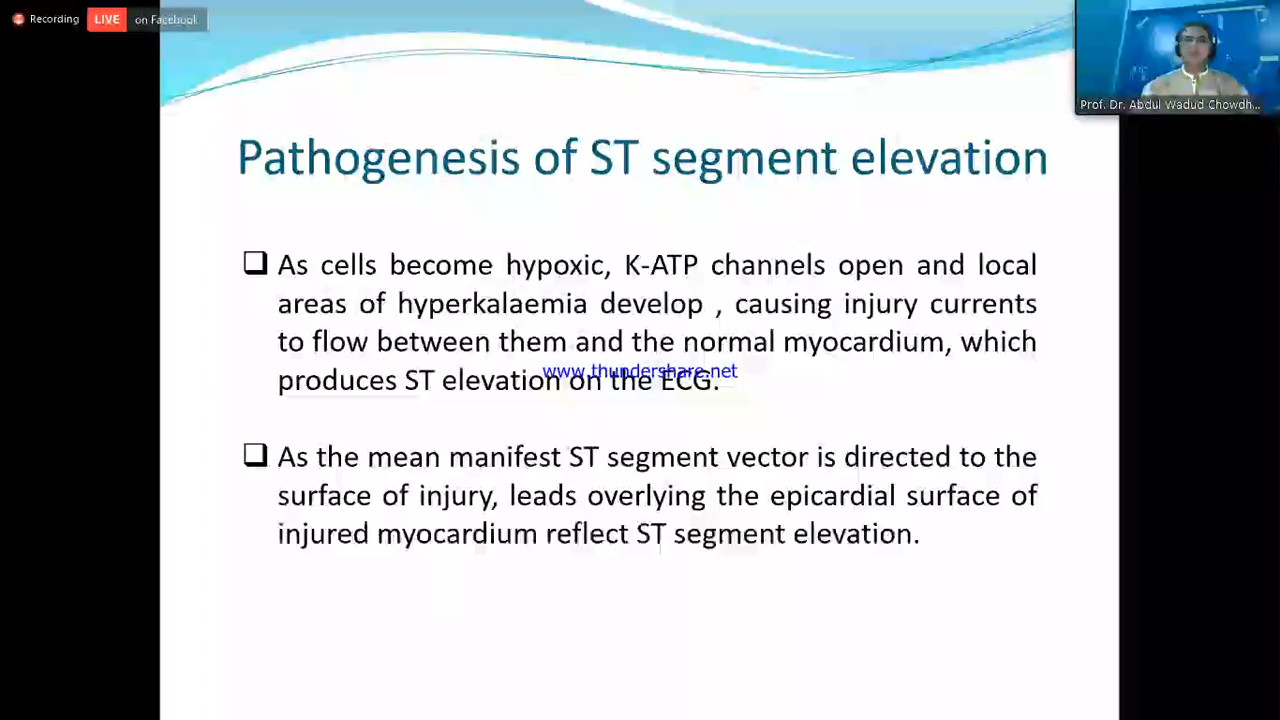 Recording LIVE on Facebook
Prof. Dr. Abdul Wadud Chowdh...
Pathogenesis of ST segment elevation
As cells become hypoxic, K-ATP channels open and local
areas of hyperkalaemia develop , causing injury currents
to flow between them and the normal myocardium, which
www.thundershare.net
produces ST elevation on the ECG.
As the mean manifest ST segment vector is directed to the
surface of injury, leads overlying the epicardial surface of
injured myocardium reflect ST segment elevation.